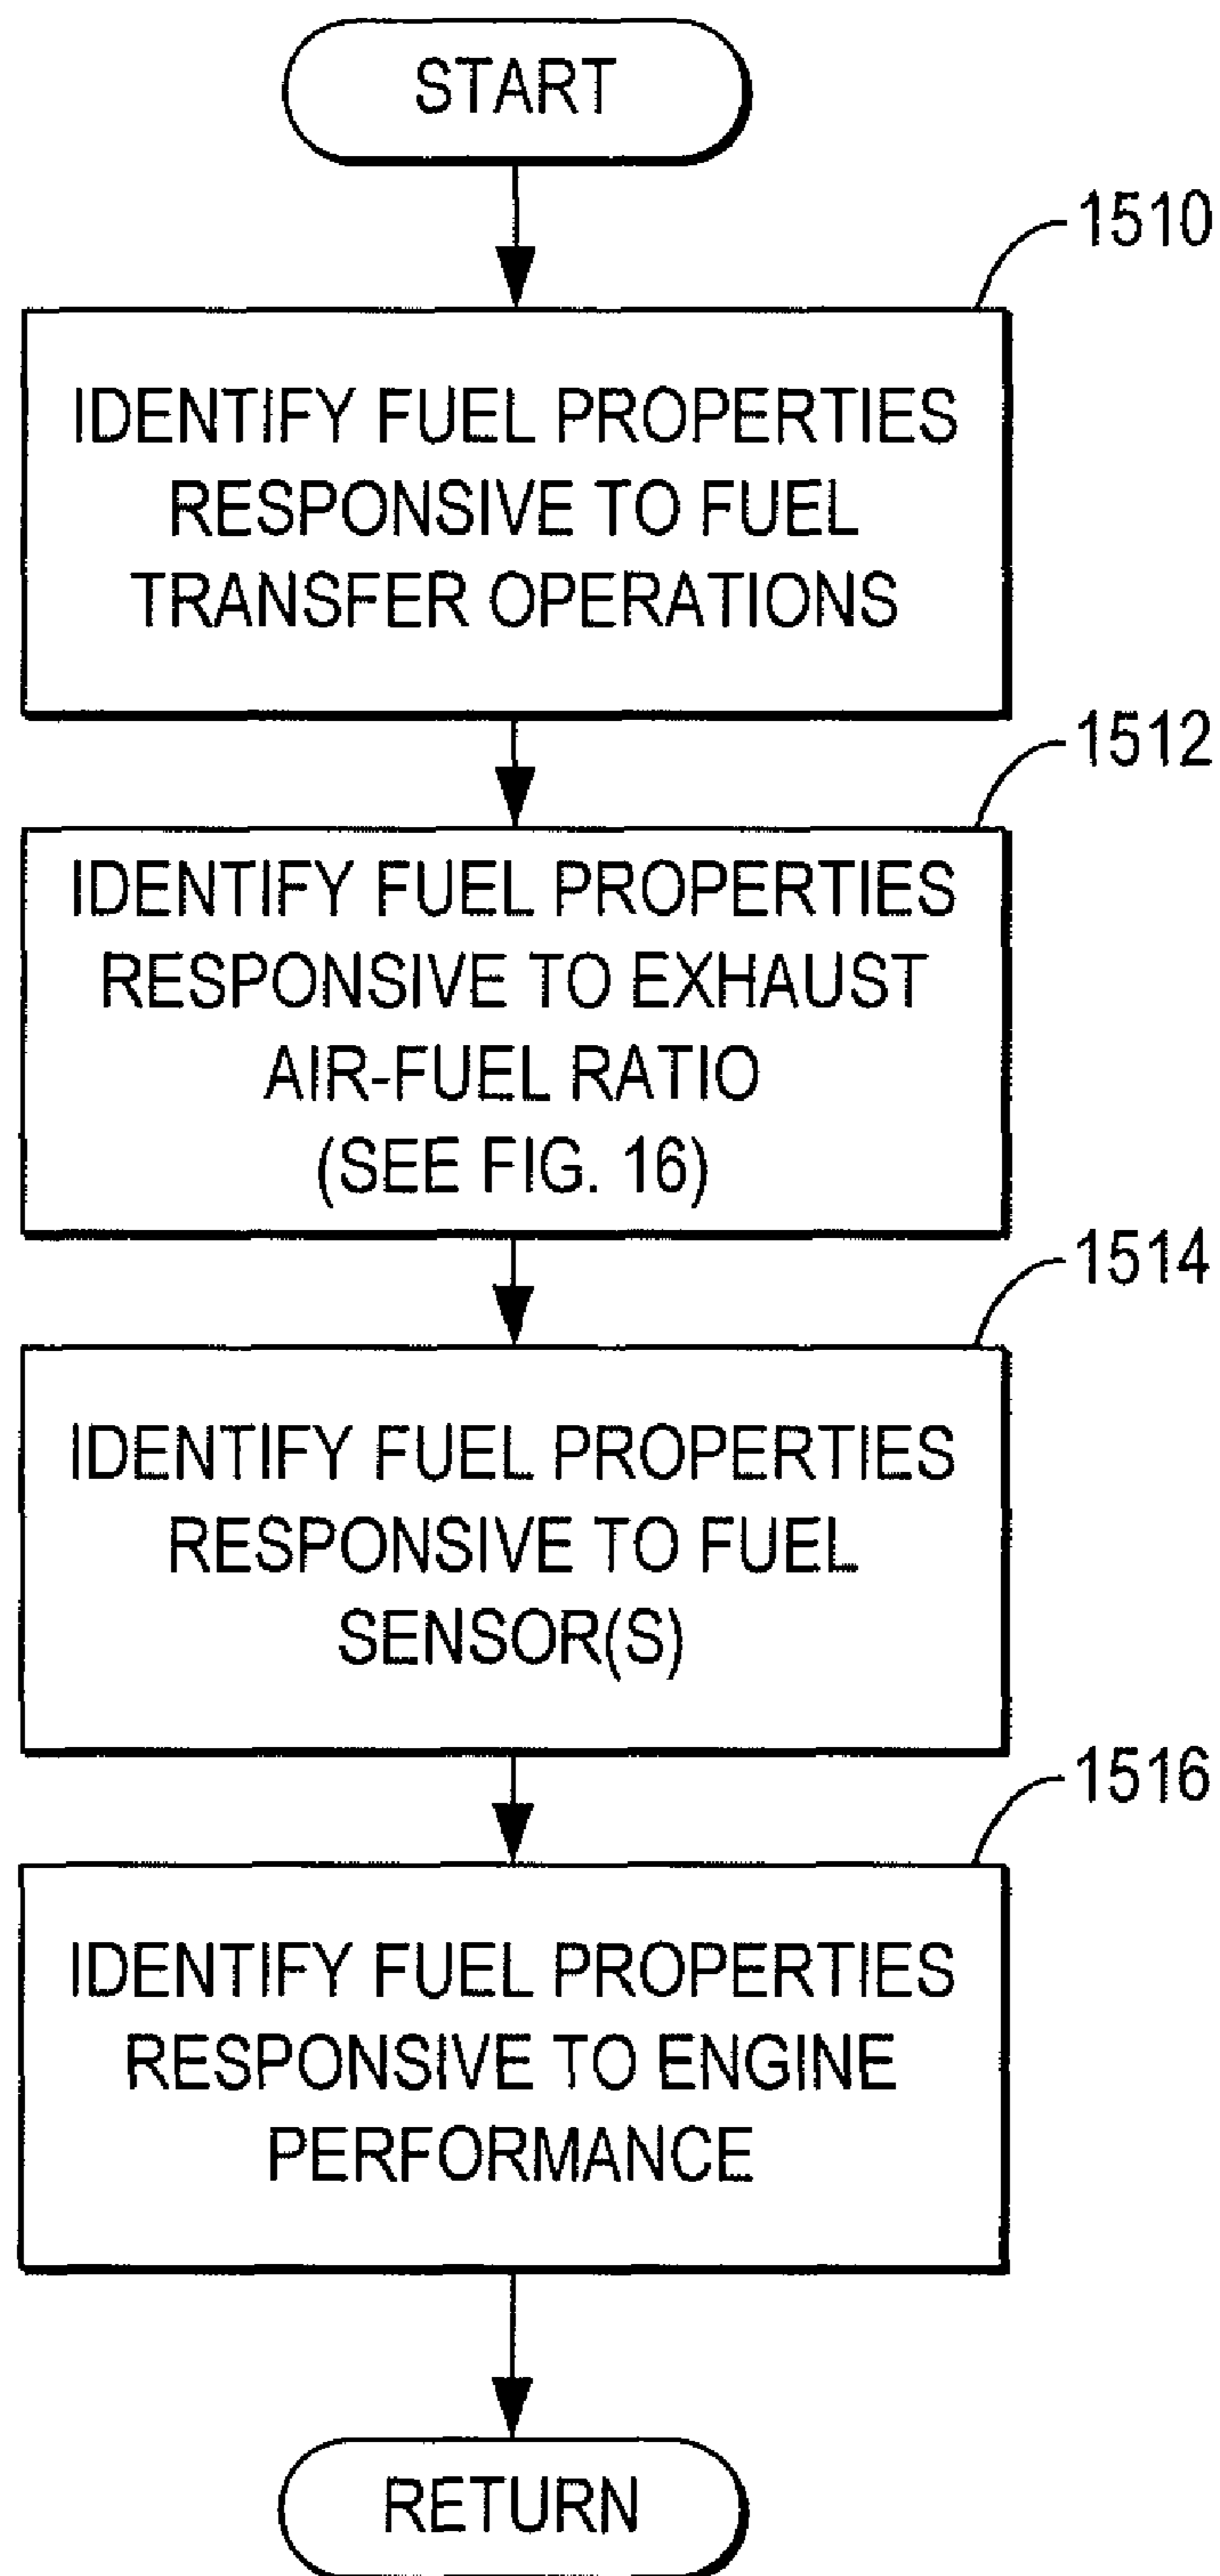 START
1510
IDENTIFY FUEL PROPERTIES
RESPONSIVE TO FUEL
TRANSFER OPERATIONS
1512
IDENTIFY FUEL PROPERTIES
RESPONSIVE TO EXHAUST
AIR-FUEL RATIO
(SEE FIG. 16)
1514
IDENTIFY FUEL PROPERTIES
RESPONSIVE TO FUEL
SENSOR(S)
1516
IDENTIFY FUEL PROPERTIES
RESPONSIVE TO ENGINE
PERFORMANCE
RETURN